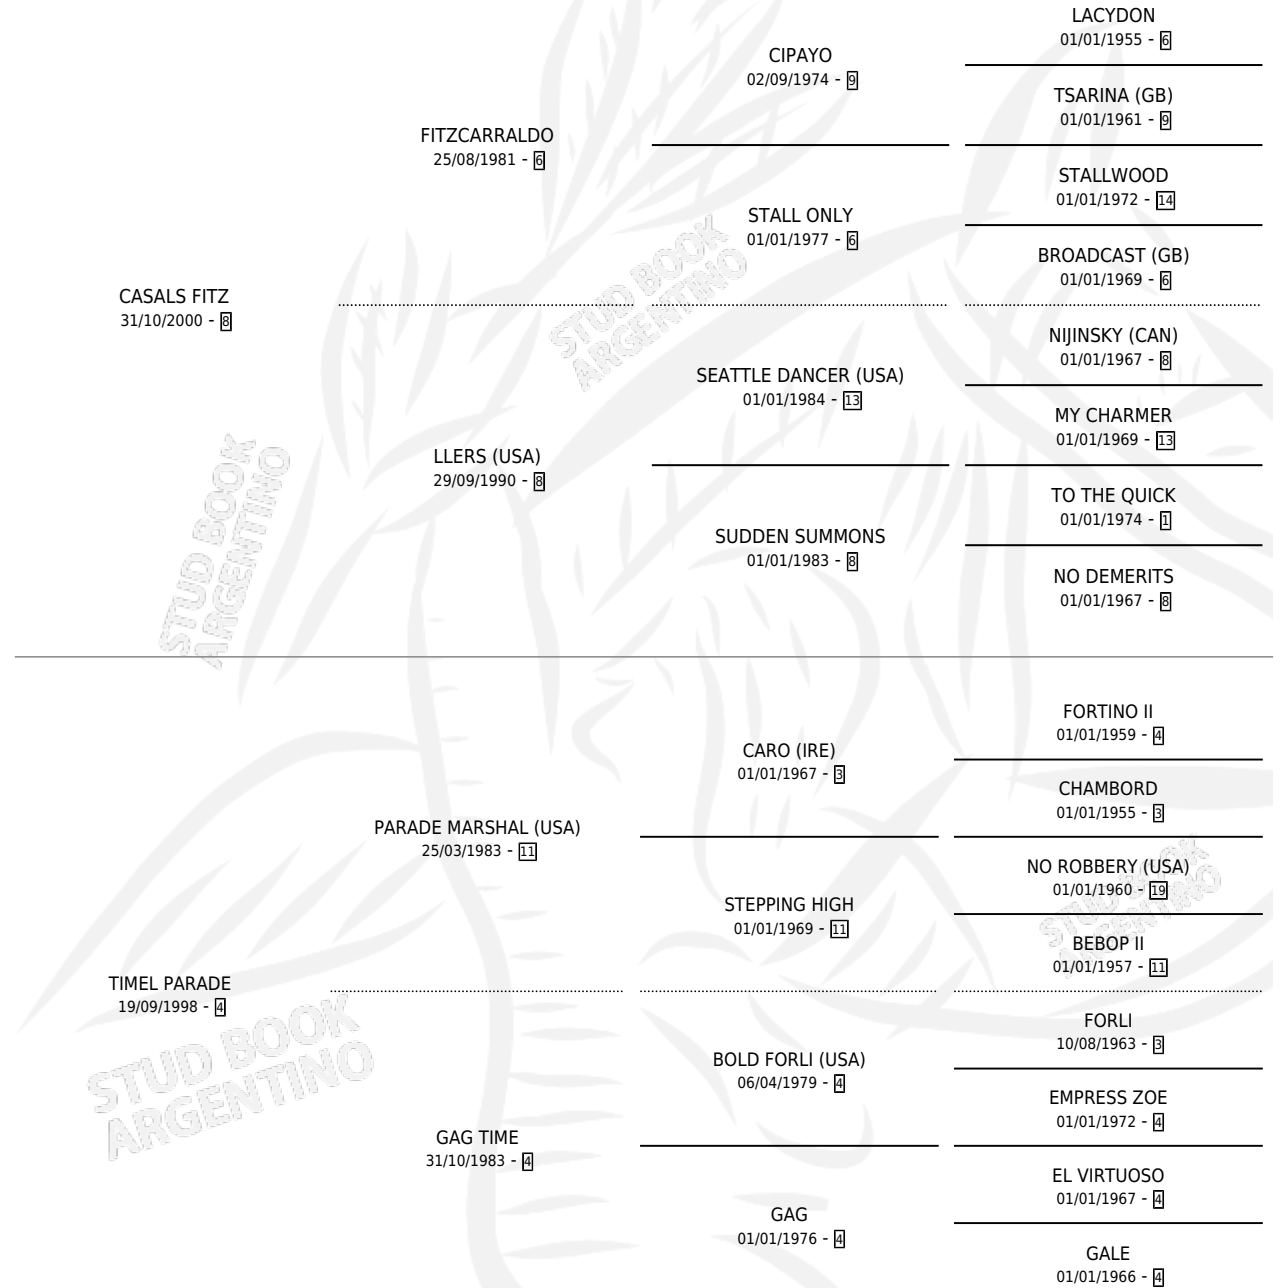 LACYDON
01/01/1955 - 6
CIPAYO
02/09/1974 - 9
TSARINA (GB)
01/01/1961 - 9
FITZCARRALDO
25/08/1981 - 6
STALLWOOD
01/01/1972 - 14
STALL ONLY
01/01/1977 - 6
BROADCAST (GB)
01/01/1969 - 6
CASALS FITZ
31/10/2000 - 8
STUD BOOK
ARGENTINO
NIJINSKY (CAN)
01/01/1967 - 8
SEATTLE DANCER (USA)
01/01/1984 - 13
MY CHARMER
01/01/1969 - 13
LLERS (USA)
29/09/1990 - 8
TO THE QUICK
01/01/1974 - 1
SUDDEN SUMMONS
01/01/1983 - 8
NO DEMERITS
01/01/1967 - 8
STUD BOOK
ARGENTINO
FORTINO II
01/01/1959 - 4
CARO (IRE)
01/01/1967 - 3
CHAMBORD
01/01/1955 - 3
PARADE MARSHAL (USA)
25/03/1983 - 11
NO ROBBERY (USA)
01/01/1960 - 19
STEPPING HIGH
01/01/1969 - 11
STUD BOOK
ARGENTINO
BEBOP II
01/01/1957 - 11
TIMEL PARADE
19/09/1998 - 4
FORLI
10/08/1963 - 3
BOLD FORLI (USA)
06/04/1979 - 4
STUD BOOK
ARGENTINO
EMPRESS ZOE
01/01/1972 - 4
GAG TIME
31/10/1983 - 4
EL VIRTUOSO
01/01/1967 - 4
GAG
01/01/1976 - 4
GALE
01/01/1966 - 4